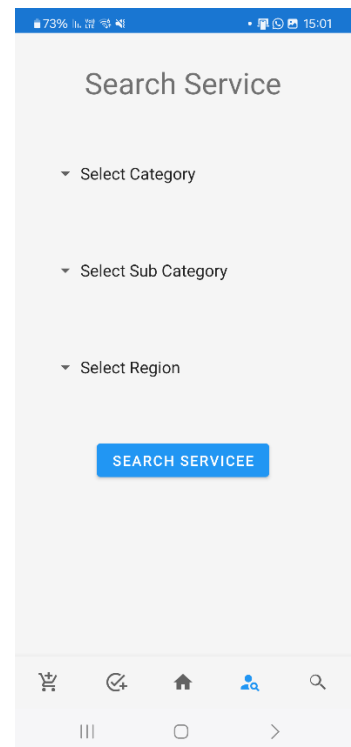 73% 15:01
Search Service
Select Category
Select Sub Category
Select Region
SEARCH SERVICEE